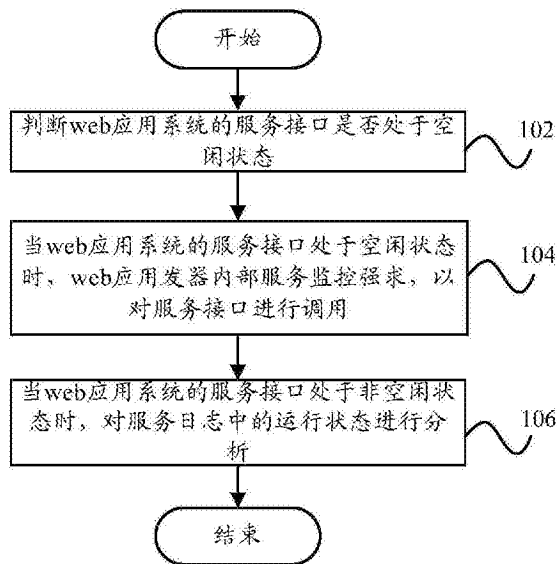 开始
判断web应用系统的服务接口是否处于空
闲状态
102
当web应用系统的服务接口处于空闲状态
时，web应用发器内部服务监控强求，以
对服务接口进行调用
104
当web应用系统的服务接口处于非空闲状
态时，对服务日志中的运行状态进行分
析
106
结束